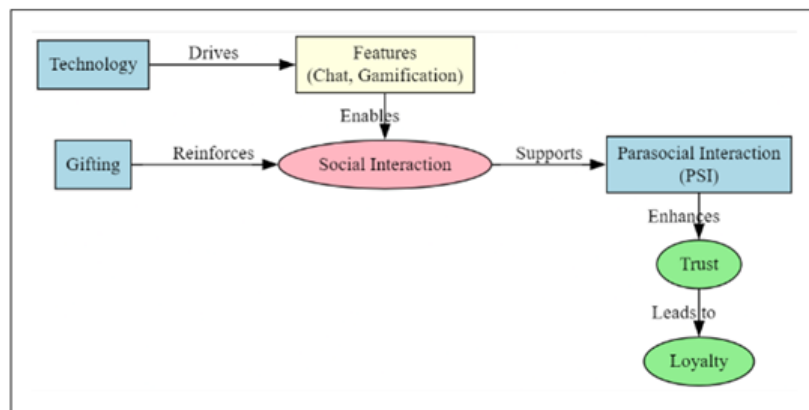 Technology
Drives
Features
(Chat, Gamification)
Enables
Gifting
Reinforces
Social Interaction
Supports
Parasocial Interaction
(PSI)
Enhances
Trust
Leads to
Loyalty